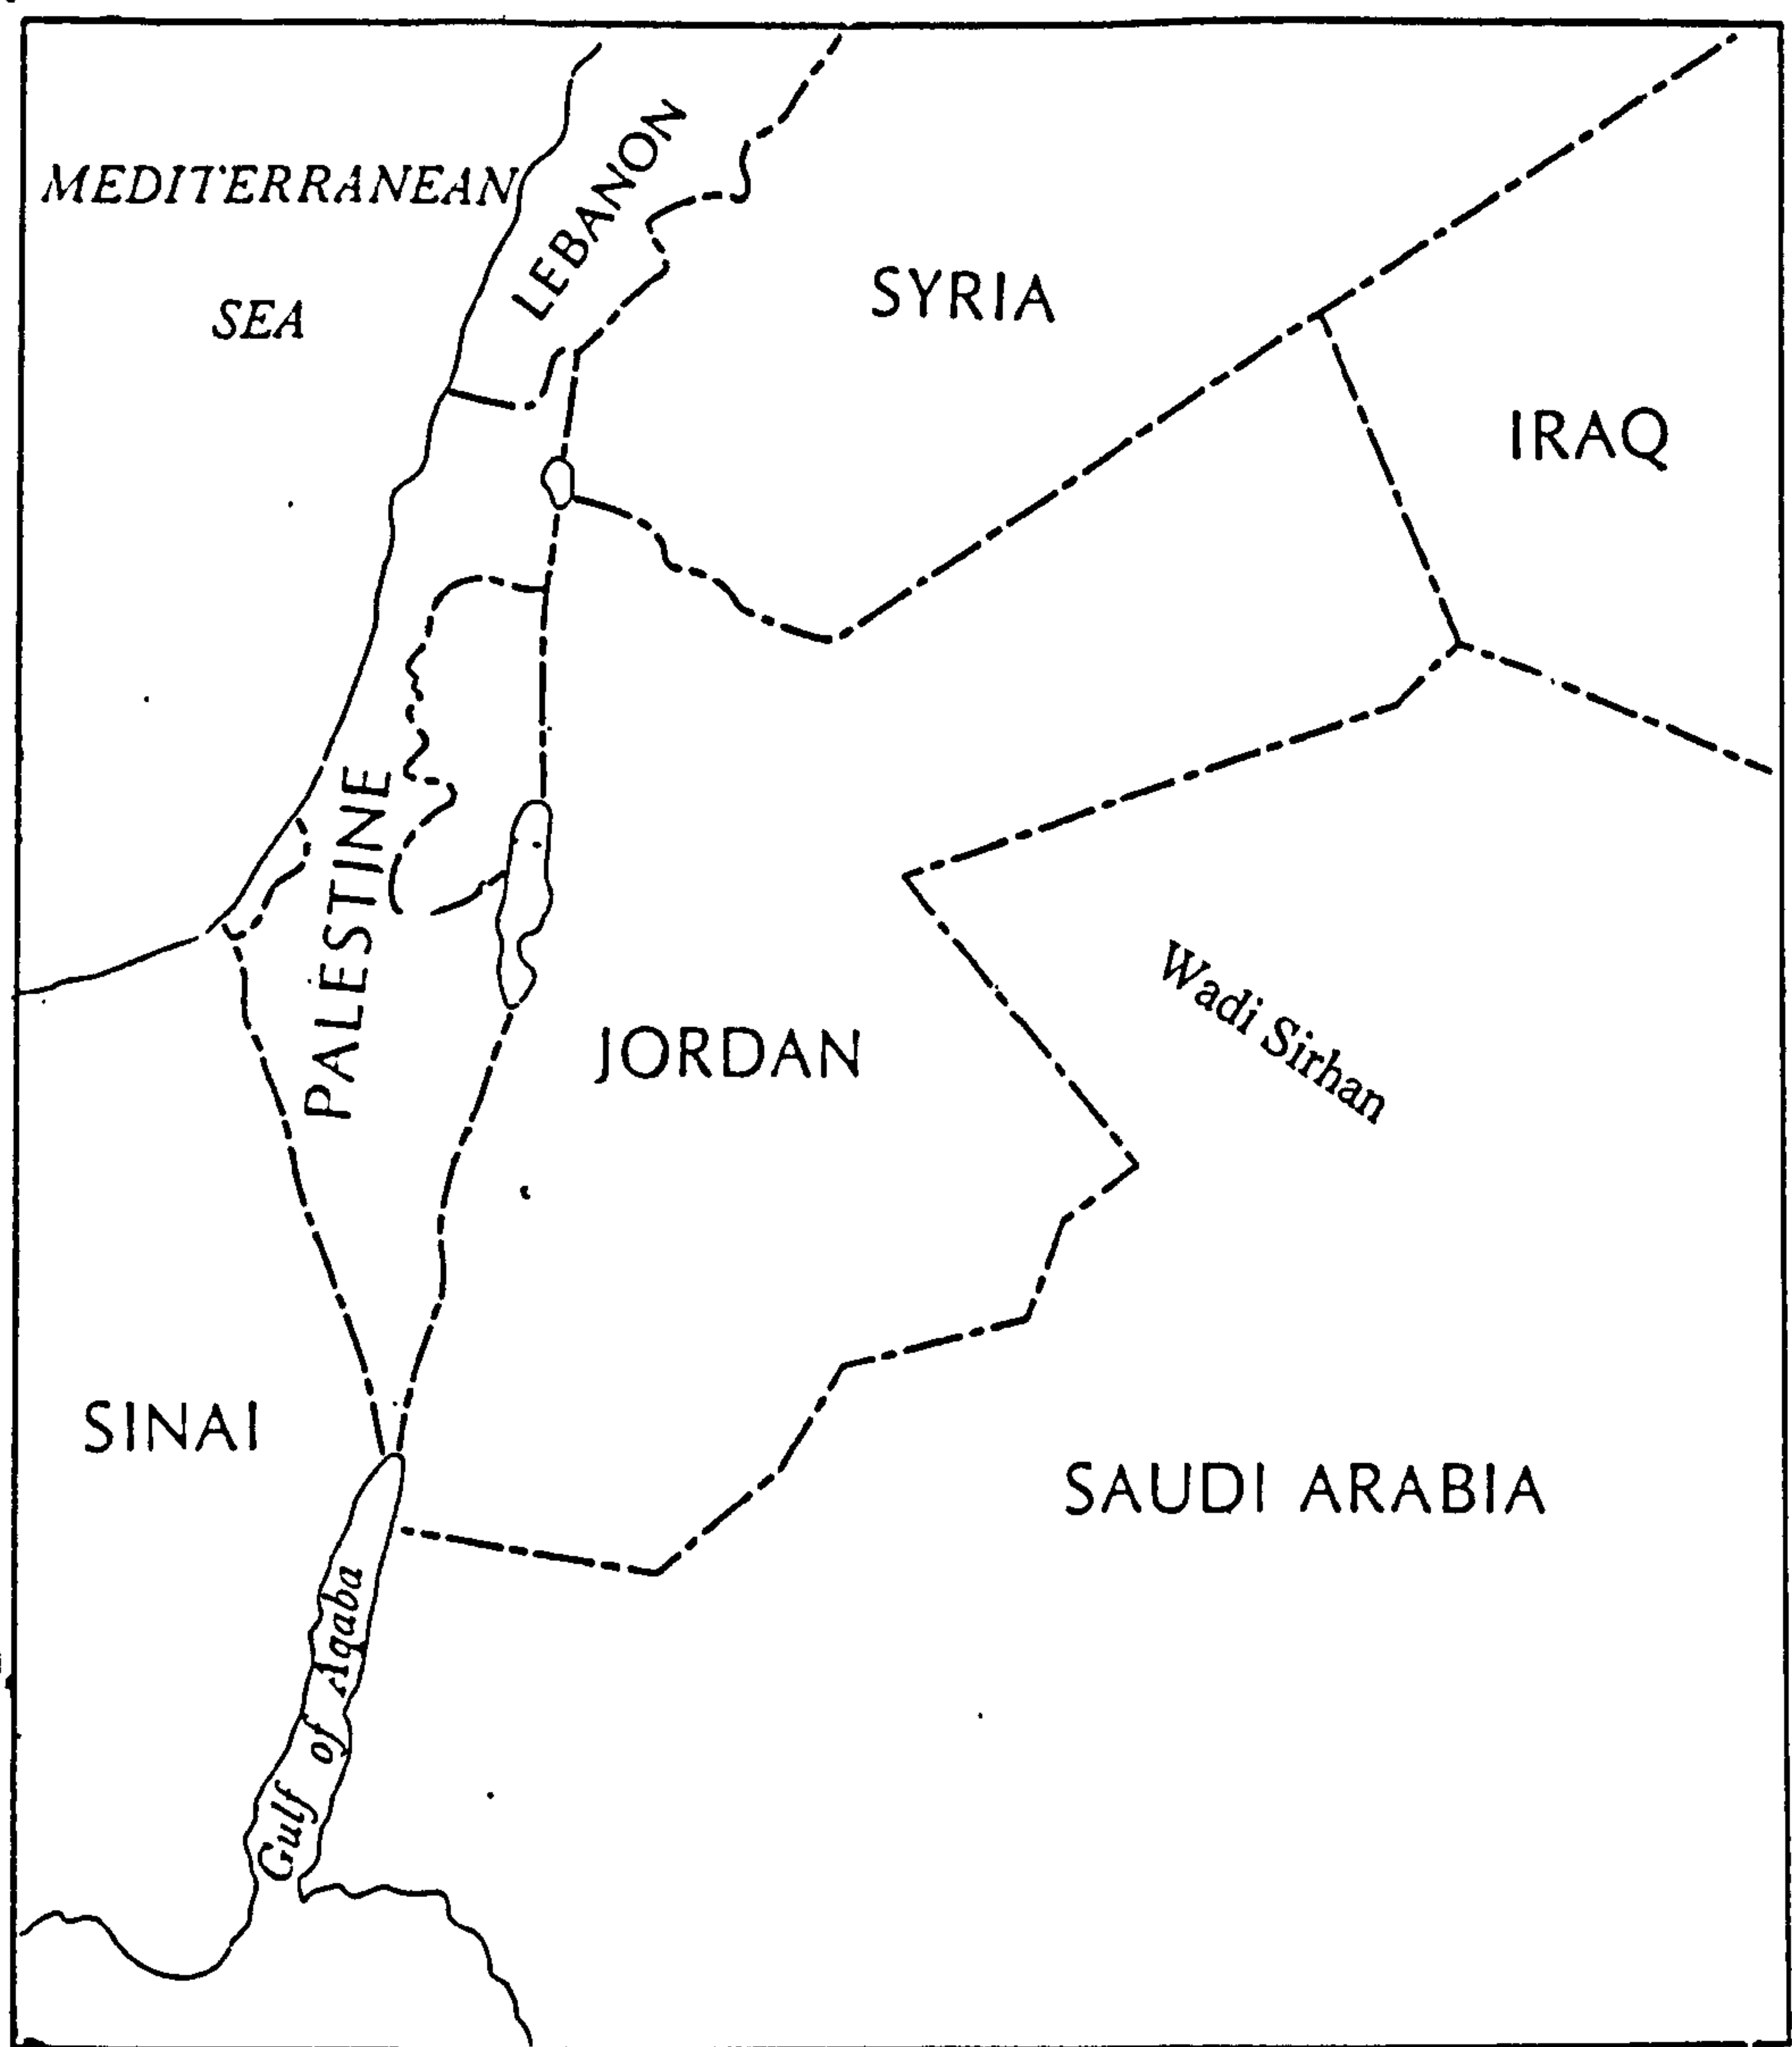 MEDITERRANEAN
SEA
LEBANON
SYRIA
IRAQ
PALESTINE
JORDAN
Wadi Sirhan
SINAI
SAUDI ARABIA
Gulf of Aqaba